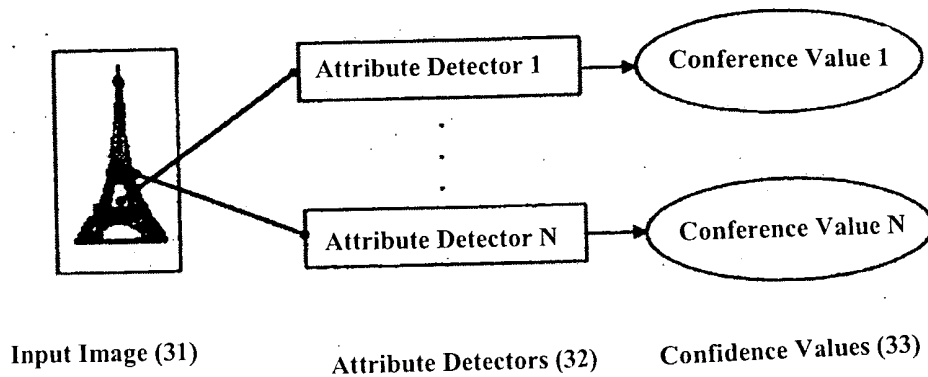 Attribute Detector 1
Conference Value 1
Attribute Detector N
Conference Value N
Input Image (31)
Attribute Detectors (32)
Confidence Values (33)